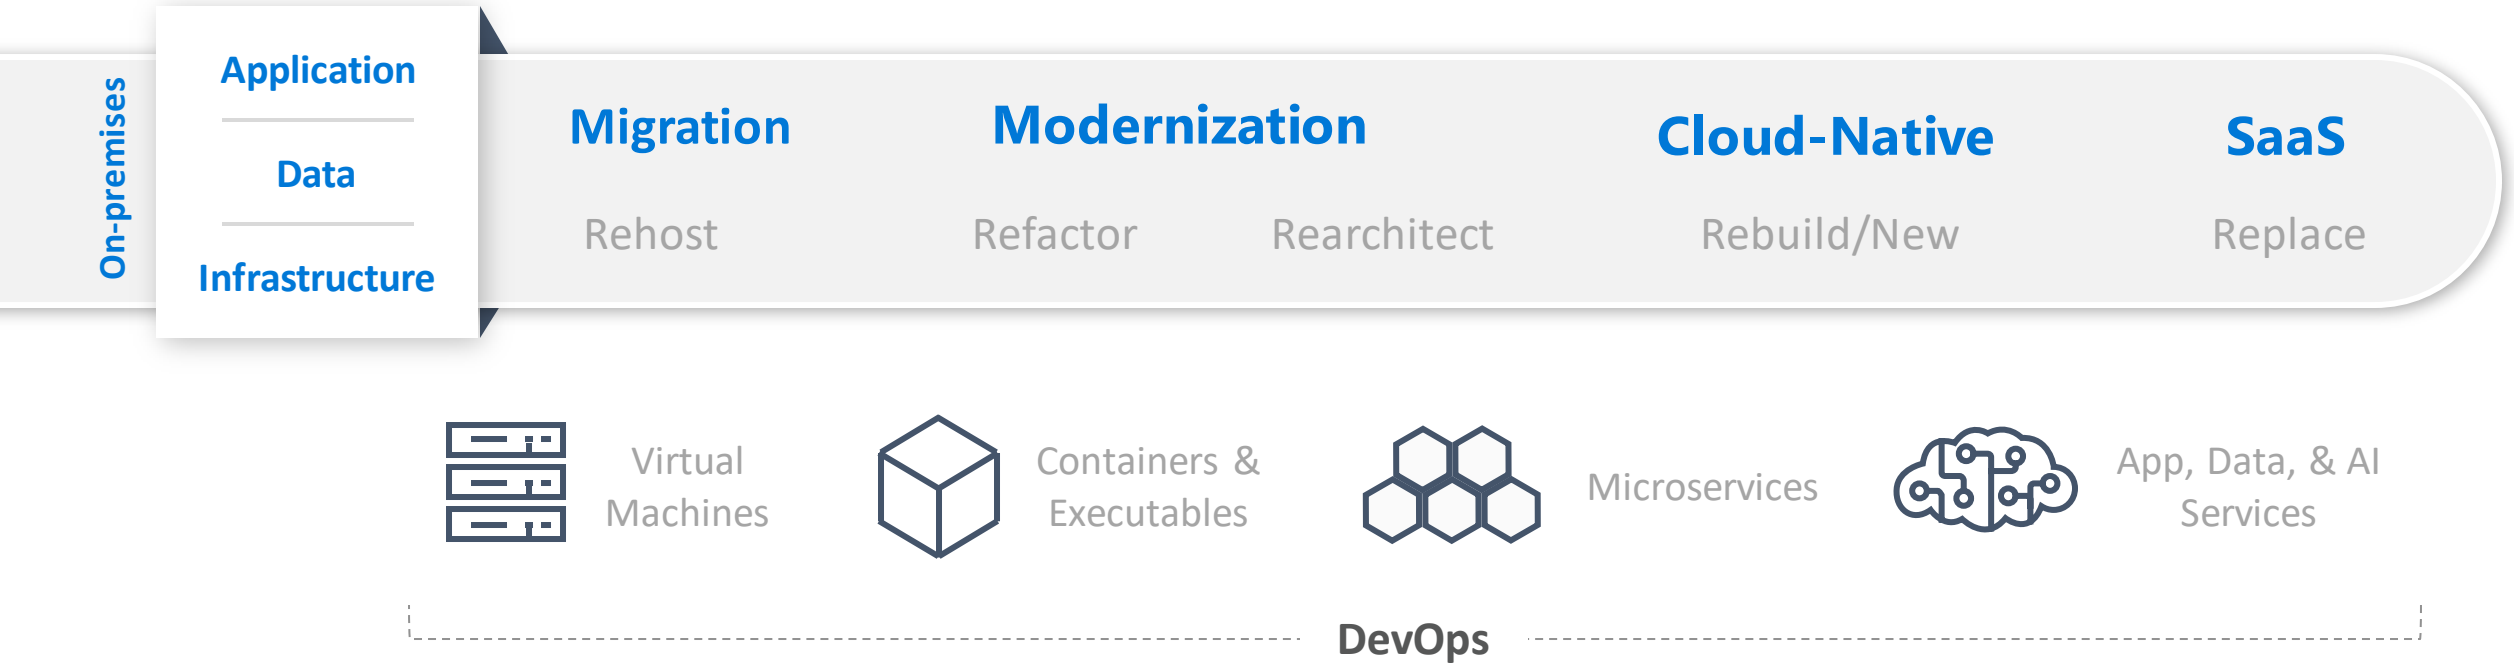 On-premises
Application
Data
Infrastructure
Migration
Modernization
Cloud-Native
SaaS
Rehost
Refactor
Rearchitect
Rebuild/New
Replace
Virtual
Machines
Containers &
Executables
Microservices
App, Data, & AI
Services
DevOps